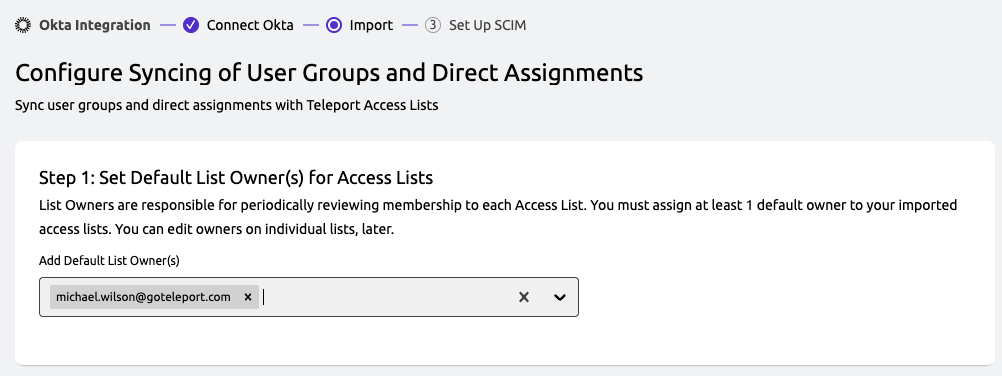 Okta Integration Connect Okta Import 3 Set Up SCIM
Configure Syncing of User Groups and Direct Assignments
Sync user groups and direct assignments with Teleport Access Lists
Step 1: Set Default List Owner(s) for Access Lists
List Owners are responsible for periodically reviewing membership to each Access List. You must assign at least 1 default owner to your imported
access lists. You can edit owners on individual lists, later.
Add Default List Owner(s)
michael.wilson@goteleport.com